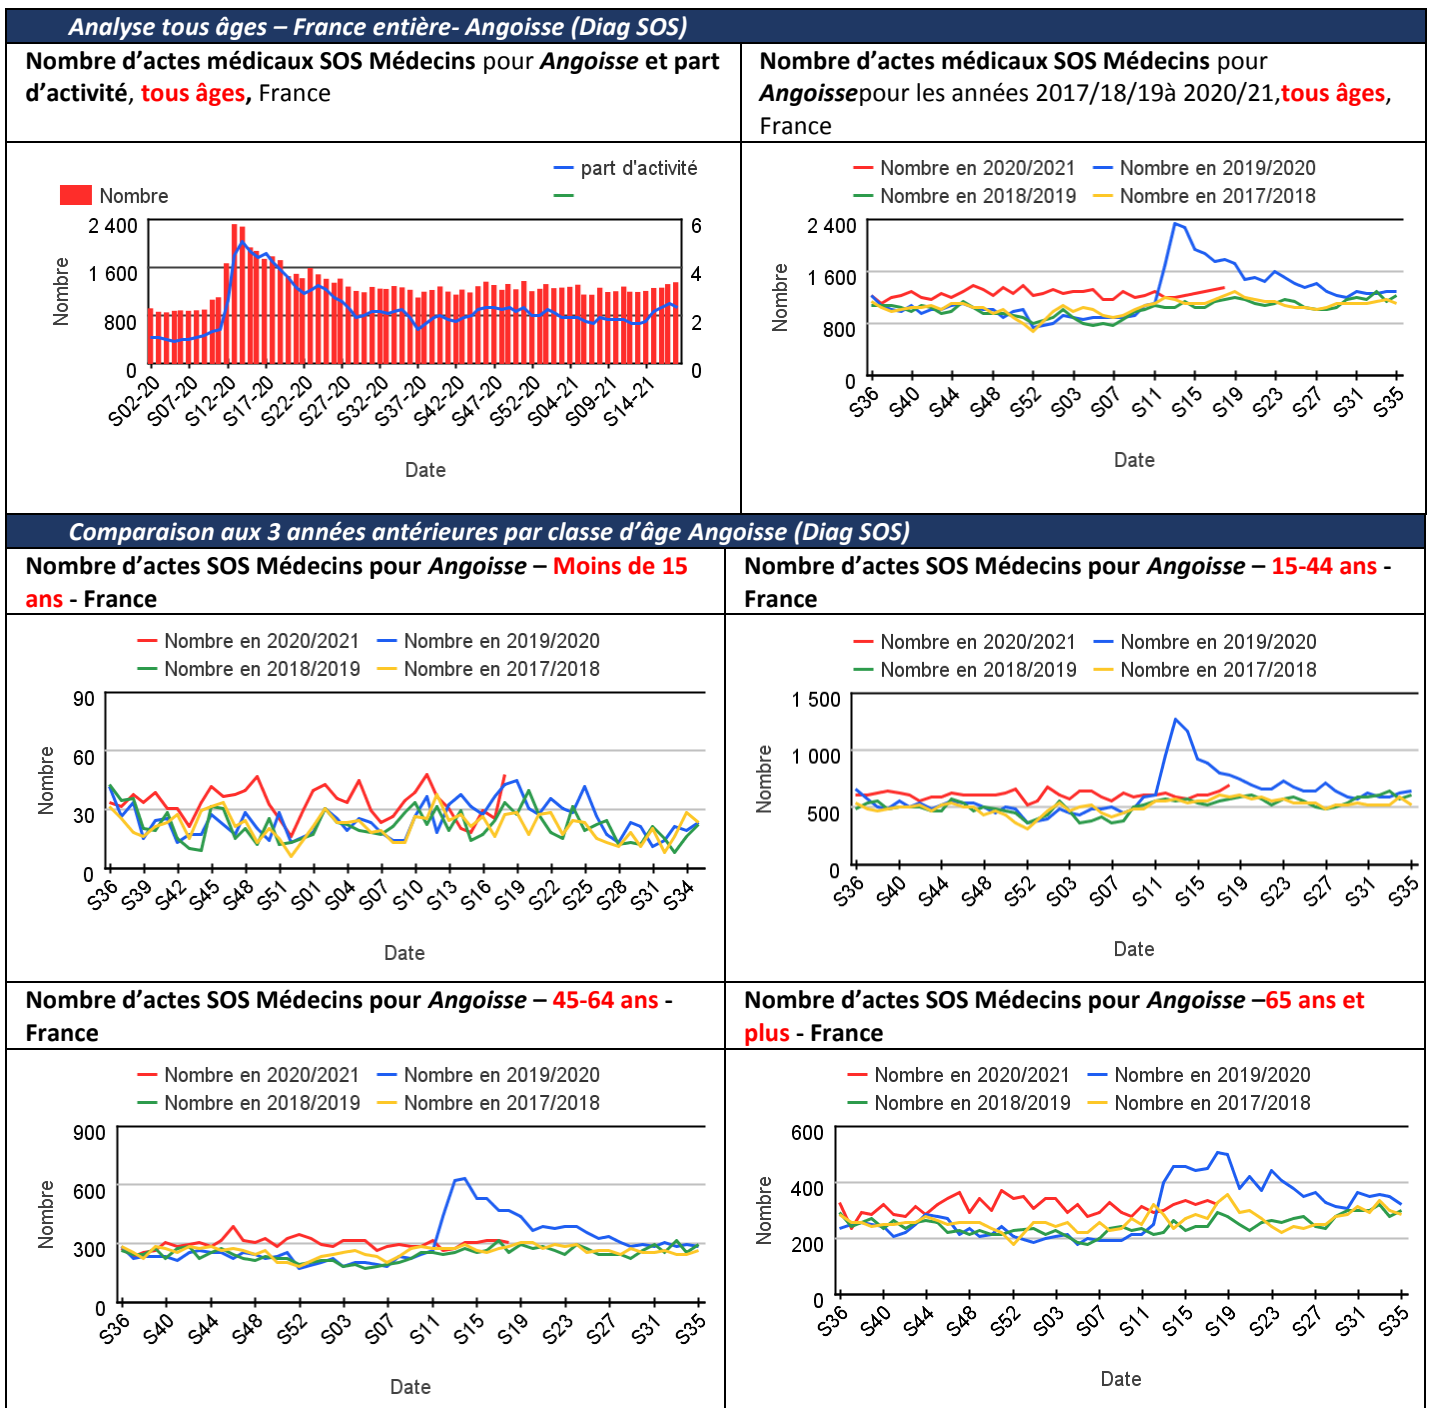 Analyse tous âges – France entière- Angoisse (Diag SOS)
Nombre d’actes médicaux SOS Médecins pour Angoisse et part
d’activité, tous âges, France
Nombre d’actes médicaux SOS Médecins pour
Angoissepour les années 2017/18/19à 2020/21,tous âges,
France
part d'activité
Nombre
2 400
1 600
800
0
6
4
2
0
Nombre
S02-20
S07-20
S12-20
S17-20
S22-20
S27-20
S32-20
S37-20
S42-20
S47-20
S52-20
S04-21
S09-21
S14-21
Date
Nombre en 2020/2021
Nombre en 2019/2020
Nombre en 2018/2019
Nombre en 2017/2018
2 400
1 600
800
0
Nombre
S36
S40
S44
S48
S52
S03
S07
S11
S15
S19
S23
S27
S31
S35
Date
Comparaison aux 3 années antérieures par classe d’âge Angoisse (Diag SOS)
Nombre d’actes SOS Médecins pour Angoisse – Moins de 15
ans - France
Nombre d’actes SOS Médecins pour Angoisse – 15-44 ans -
France
Nombre en 2020/2021
Nombre en 2019/2020
Nombre en 2018/2019
Nombre en 2017/2018
90
60
30
0
Nombre
S36
S39
S42
S45
S48
S51
S01
S04
S07
S10
S13
S16
S19
S22
S25
S28
S31
S34
Date
Nombre en 2020/2021
Nombre en 2019/2020
Nombre en 2018/2019
Nombre en 2017/2018
1 500
1 000
500
0
Nombre
S36
S40
S44
S48
S52
S03
S07
S11
S15
S19
S23
S27
S31
S35
Date
Nombre d’actes SOS Médecins pour Angoisse – 45-64 ans -
France
Nombre d’actes SOS Médecins pour Angoisse –65 ans et
plus - France
Nombre en 2020/2021
Nombre en 2019/2020
Nombre en 2018/2019
Nombre en 2017/2018
900
600
300
0
Nombre
S36
S40
S44
S48
S52
S03
S07
S11
S15
S19
S23
S27
S31
S35
Date
Nombre en 2020/2021
Nombre en 2019/2020
Nombre en 2018/2019
Nombre en 2017/2018
600
400
200
0
Nombre
S36
S40
S44
S48
S52
S03
S07
S11
S15
S19
S23
S27
S31
S35
Date